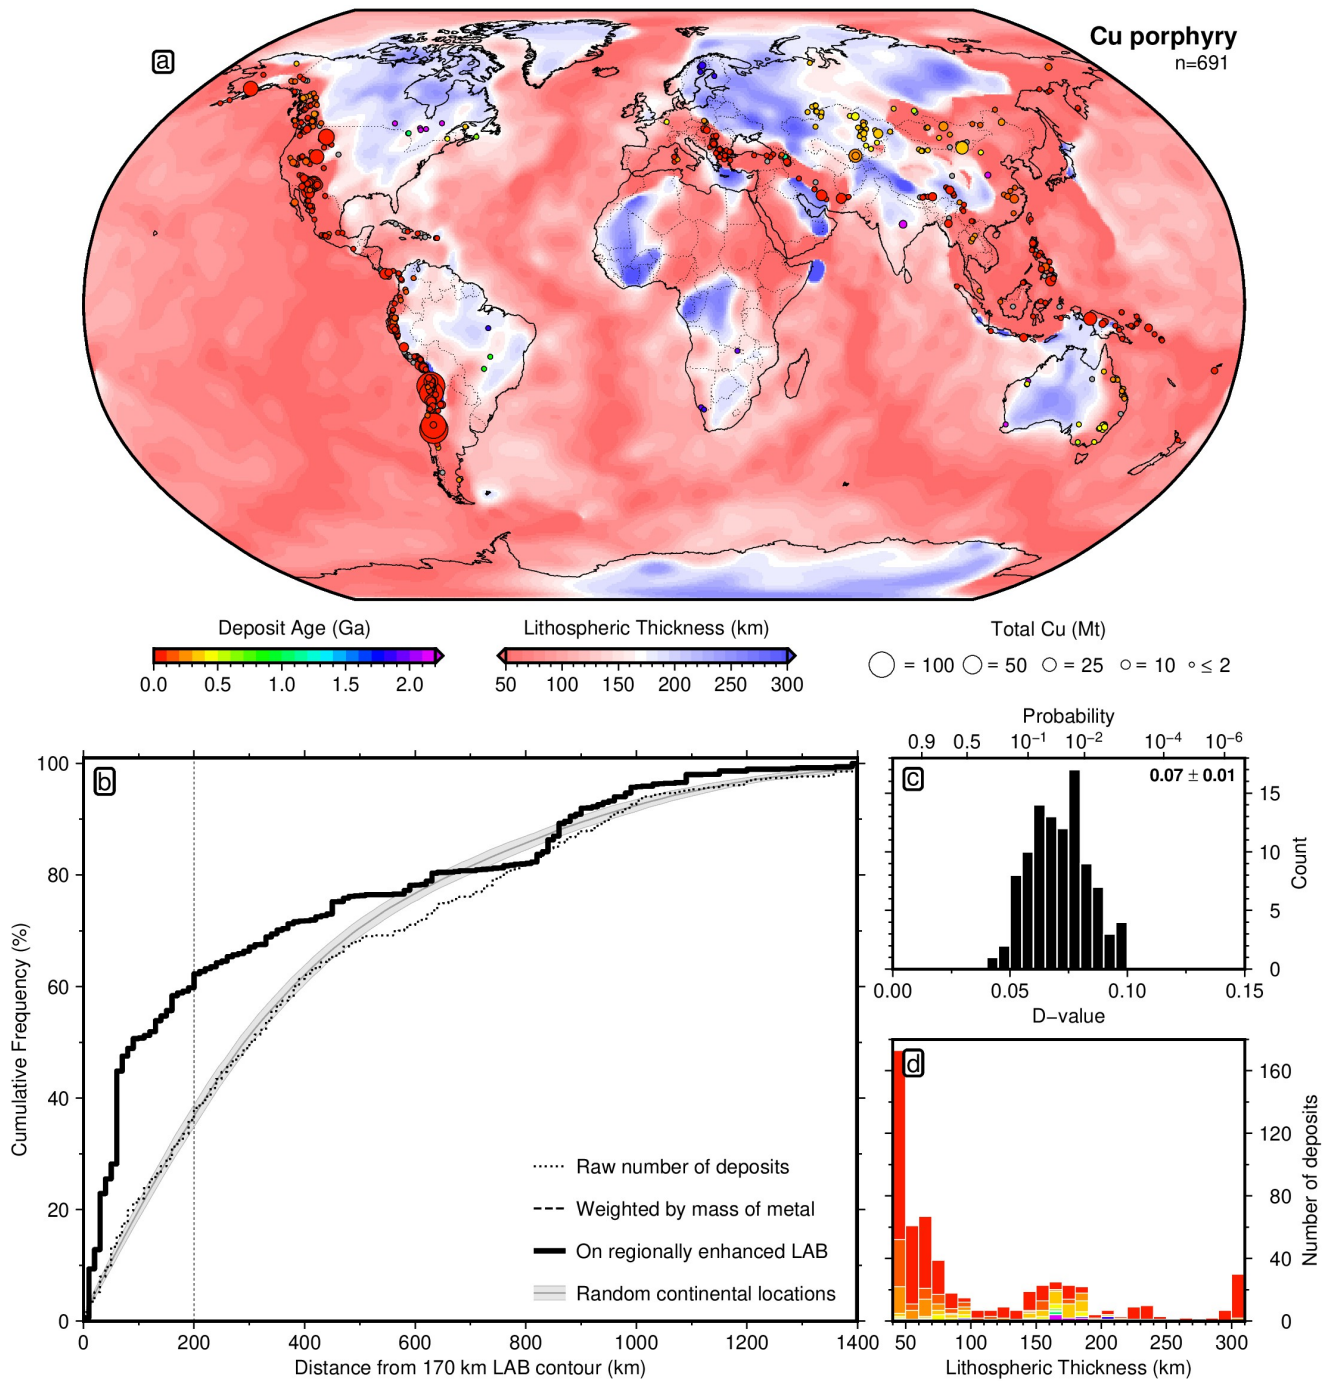 a
Cu porphyry
n=691
Deposit Age (Ga)
0.0 0.5 1.0 1.5 2.0
Lithospheric Thickness (km)
50 100 150 200 250 300
Total Cu (Mt)
= 100 = 50 = 25 = 10 ≤ 2
b
100
80
60
40
20
0
Cumulative Frequency (%)
0 200 400 600 800 1000 1200 1400
Distance from 170 km LAB contour (km)
Raw number of deposits
Weighted by mass of metal
On regionally enhanced LAB
Random continental locations
Probability
0.9 0.5 10−1 10−2 10−4 10−6
c
0.07 ± 0.01
15
10
5
0
Count
0.00 0.05 0.10 0.15
D−value
d
160
120
80
40
0
Number of deposits
50 100 150 200 250 300
Lithospheric Thickness (km)